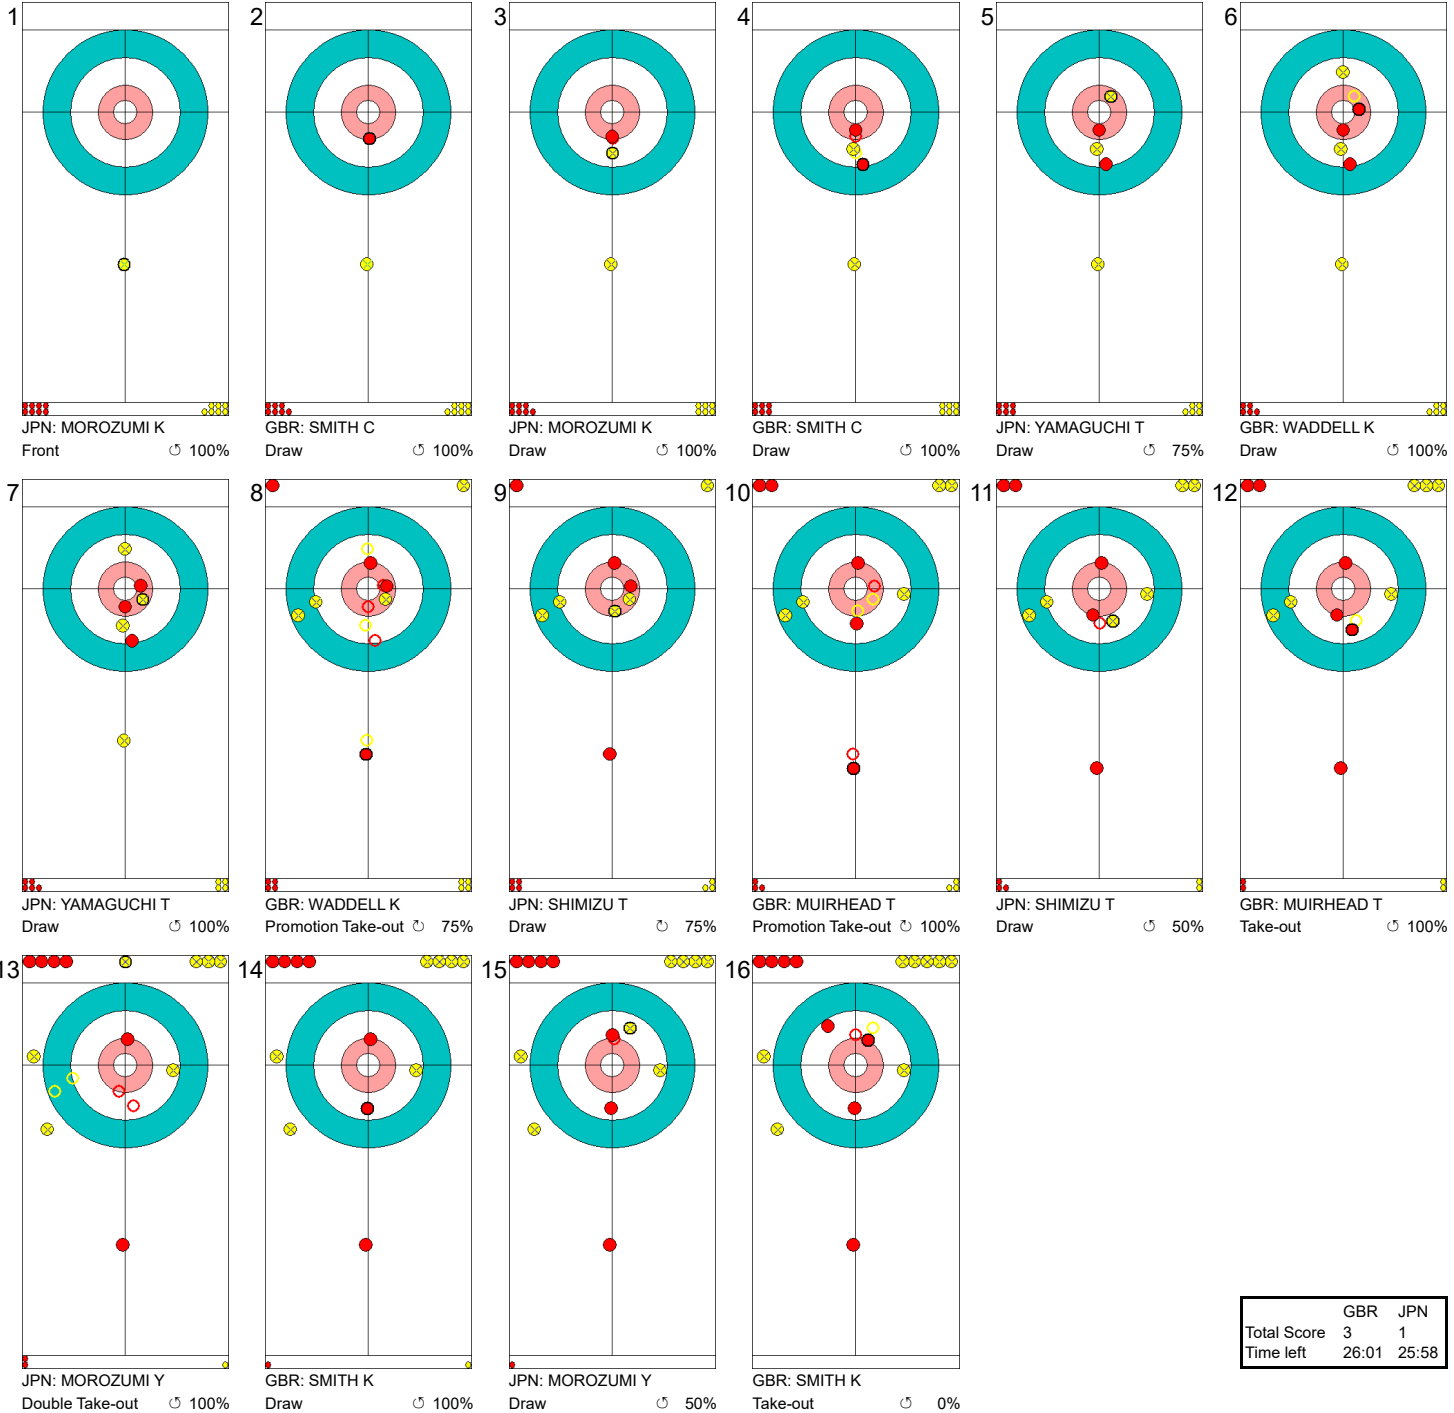 1 2 3 4 5 6
JPN: MOROZUMI K GBR: SMITH C JPN: MOROZUMI K GBR: SMITH C JPN: YAMAGUCHI T GBR: WADDELL K
Front ↺ 100% Draw ↺ 100% Draw ↺ 100% Draw ↺ 100% Draw ↺ 75% Draw ↺ 100%
7 8 9 10 11 12
JPN: YAMAGUCHI T GBR: WADDELL K JPN: SHIMIZU T GBR: MUIRHEAD T JPN: SHIMIZU T GBR: MUIRHEAD T
Draw ↺ 100% Promotion Take-out ↻ 75% Draw ↺ 75% Promotion Take-out ↻ 100% Draw ↺ 50% Take-out ↺ 100%
13 14 15 16
JPN: MOROZUMI Y GBR: SMITH K JPN: MOROZUMI Y GBR: SMITH K
Double Take-out ↺ 100% Draw ↺ 100% Draw ↺ 50% Take-out ↺ 0%
GBR JPN
Total Score 3 1
Time left 26:01 25:58